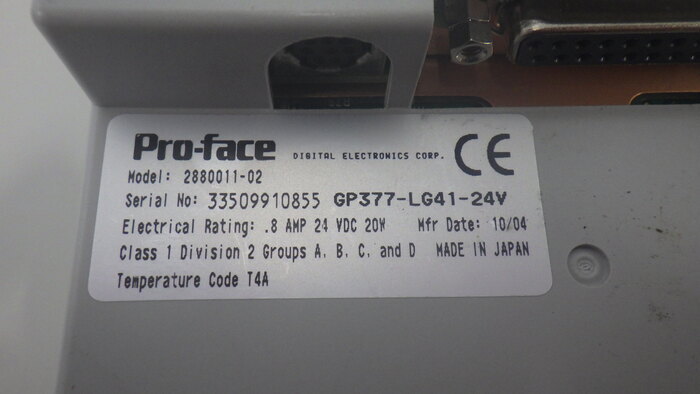 Pro-face DIGITAL ELECTRONICS CORP. CE
Model: 2880011-02
Serial No: 33509910855 GP377-LG41-24V
Electrical Rating: .8 AMP 24 VDC 20W Mfr Date: 10/04
Class 1 Division 2 Groups A, B, C, and D MADE IN JAPAN
Temperature Code T4A